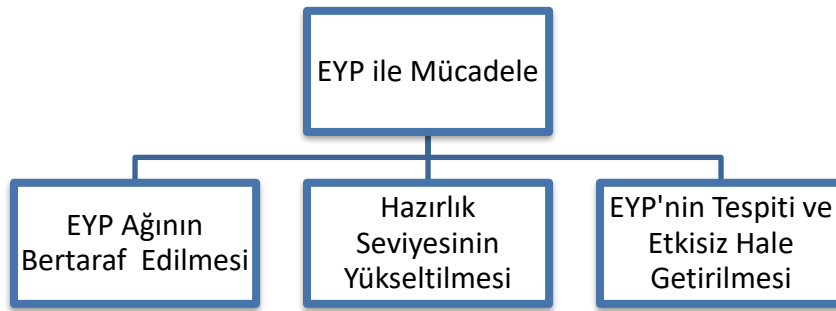 EYP ile Mücadele
EYP Ağının
Bertaraf Edilmesi
Hazırlık
Seviyesinin
Yükseltilmesi
EYP'nin Tespiti ve
Etkisiz Hale
Getirilmesi